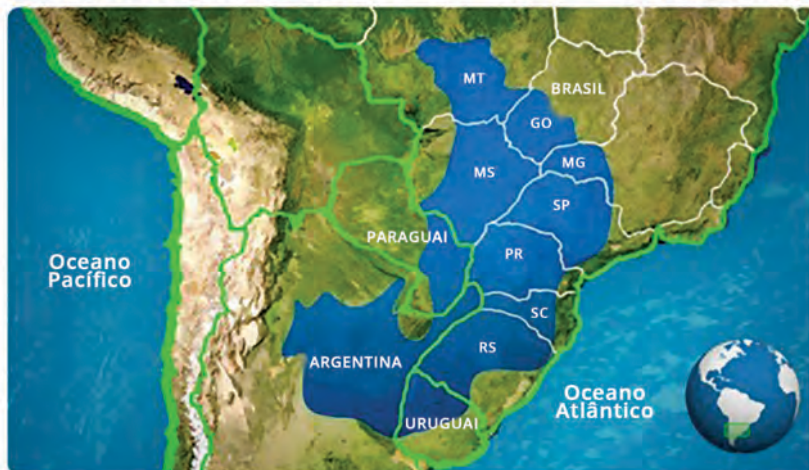 MT
BRASIL
GO
MG
MS
SP
PARAGUAI
Oceano
Pacífico
PR
SC
RS
ARGENTINA
Oceano
Atlântico
URUGUAI